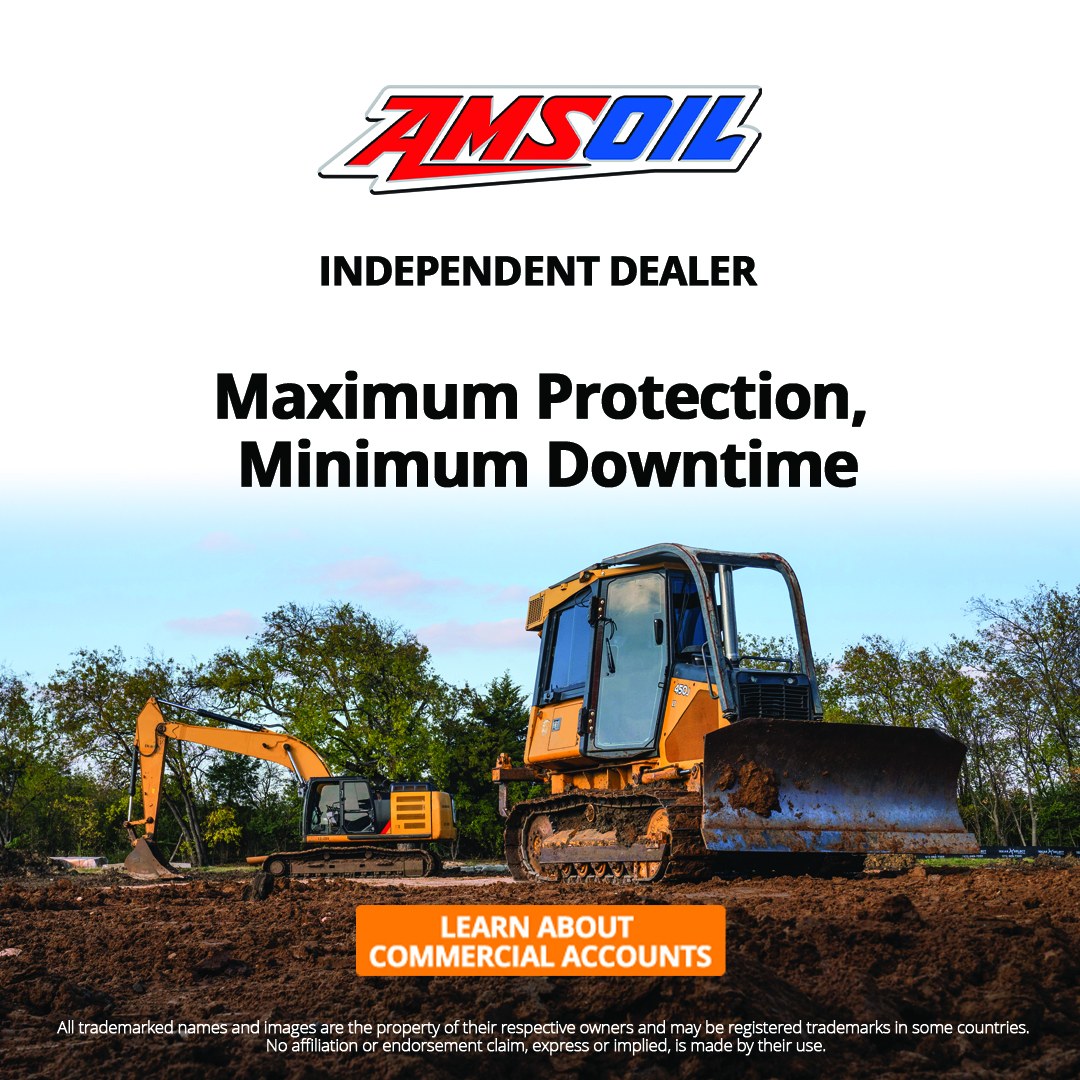 AMSOIL
INDEPENDENT DEALER
Maximum Protection,
Minimum Downtime
450J
LEARN ABOUT
COMMERCIAL ACCOUNTS
All trademarked names and images are the property of their respective owners and may be registered trademarks in some countries.
No affiliation or endorsement claim, express or implied, is made by their use.